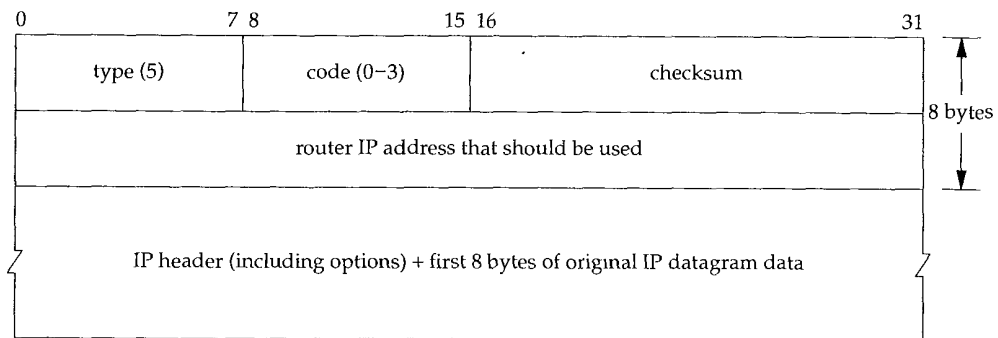 0 7 8 15 16 31
type (5) code (0−3) checksum
8 bytes
router IP address that should be used
IP header (including options) + first 8 bytes of original IP datagram data